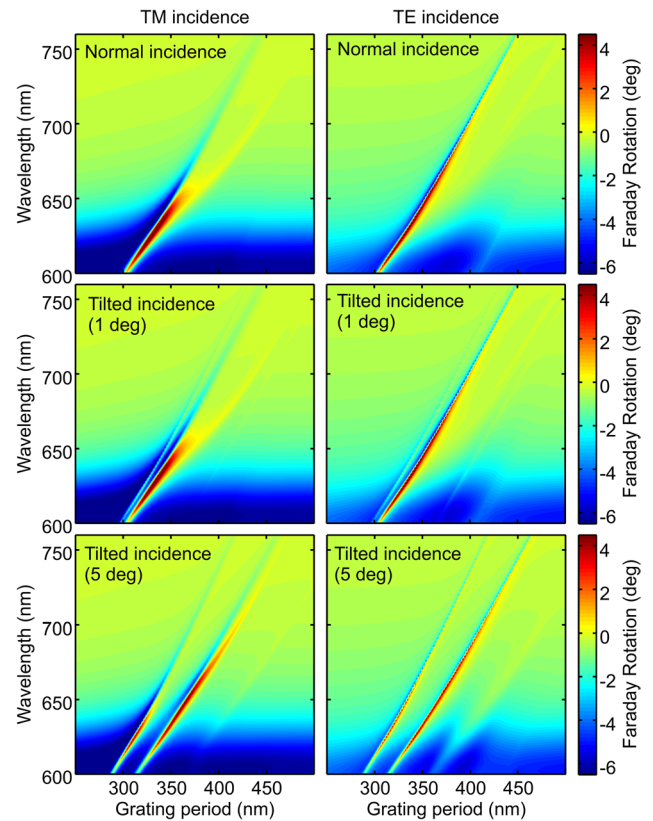 TM incidence TE incidence
750 Normal incidence Normal incidence 4
2
700 0
-2
650 -4
-6
600
Wavelength (nm) Faraday Rotation (deg)
750 Tilted incidence Tilted incidence 4
(1 deg) (1 deg) 2
700 0
-2
650 -4
-6
600
Wavelength (nm) Faraday Rotation (deg)
750 Tilted incidence Tilted incidence 4
(5 deg) (5 deg) 2
700 0
-2
650 -4
-6
600
Wavelength (nm) Faraday Rotation (deg)
300 350 400 450 300 350 400 450
Grating period (nm) Grating period (nm)